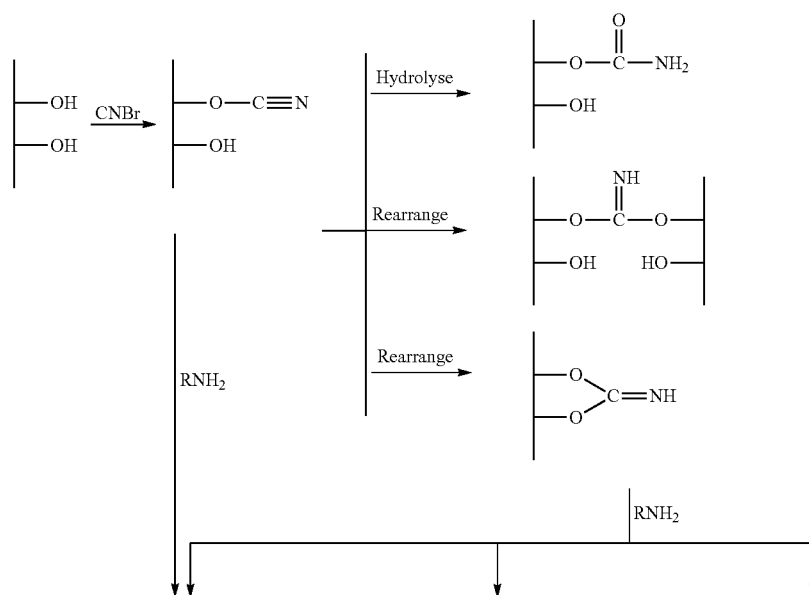 OH
OH
CNBr
O C≡N
OH
Hydrolyse
O
O C NH₂
OH
Rearrange
NH
O C O
OH HO
Rearrange
O
C NH
O
RNH₂
RNH₂